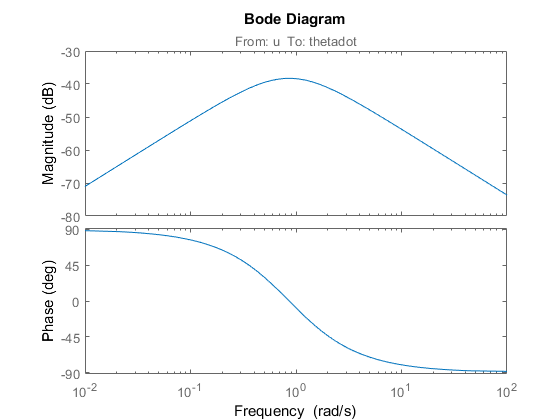 Bode Diagram
From: u To: thetadot
Magnitude (dB)
-30
-40
-50
-60
-70
-80
Phase (deg)
90
45
0
-45
-90
10^-2 10^-1 10^0 10^1 10^2
Frequency (rad/s)